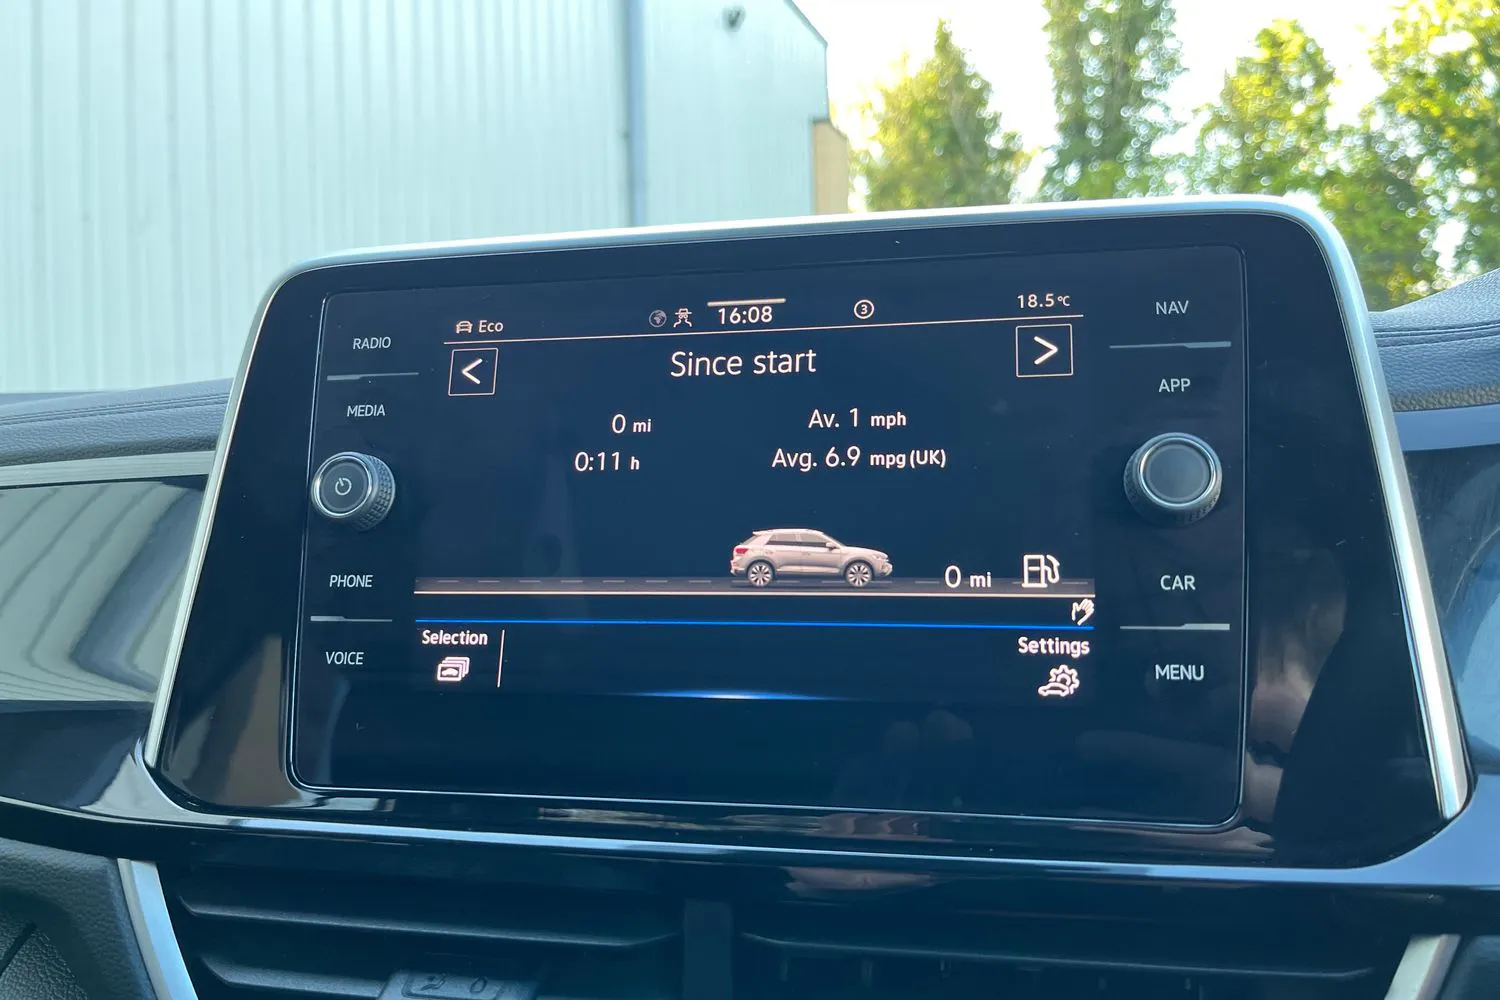 RADIO
MEDIA
PHONE
VOICE
Eco
16:08
3
18.5°C
<
Since start
>
0 mi
Av. 1 mph
0:11 h
Avg. 6.9 mpg (UK)
0 mi
Selection
Settings
NAV
APP
CAR
MENU